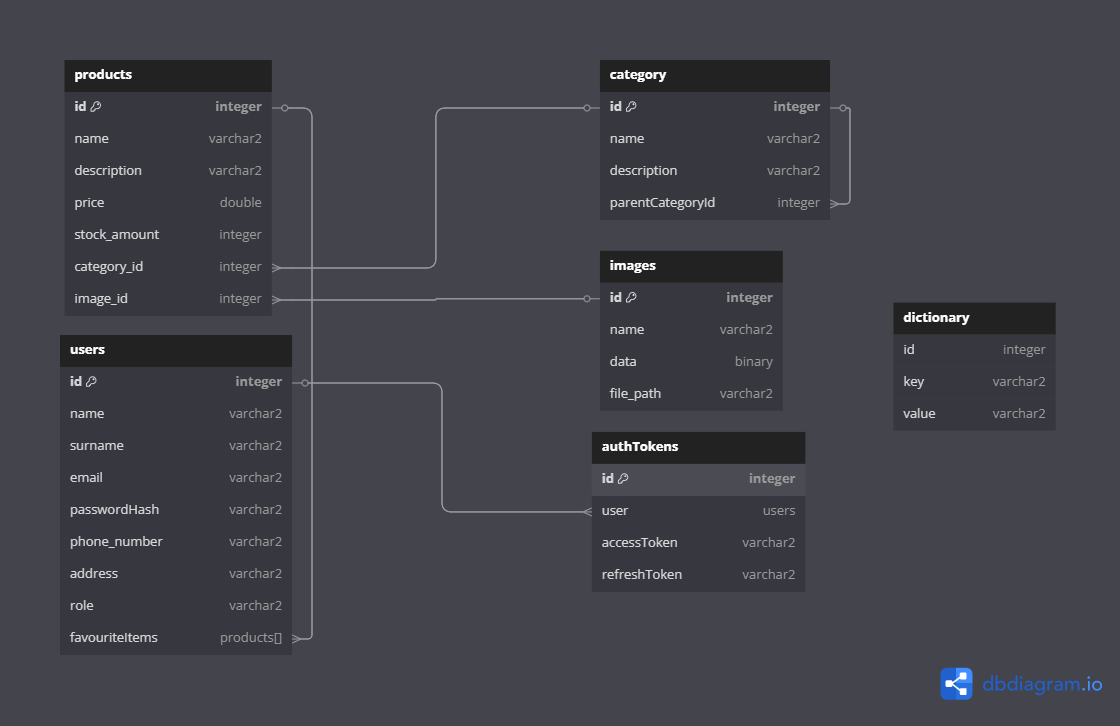 products
id integer
name varchar2
description varchar2
price double
stock_amount integer
category_id integer
image_id integer
users
id integer
name varchar2
surname varchar2
email varchar2
passwordHash varchar2
phone_number varchar2
address varchar2
role varchar2
favouriteItems products[]
category
id integer
name varchar2
description varchar2
parentCategoryId integer
images
id integer
name varchar2
data binary
file_path varchar2
authTokens
id integer
user users
accessToken varchar2
refreshToken varchar2
dictionary
id integer
key varchar2
value varchar2
dbdiagram.io